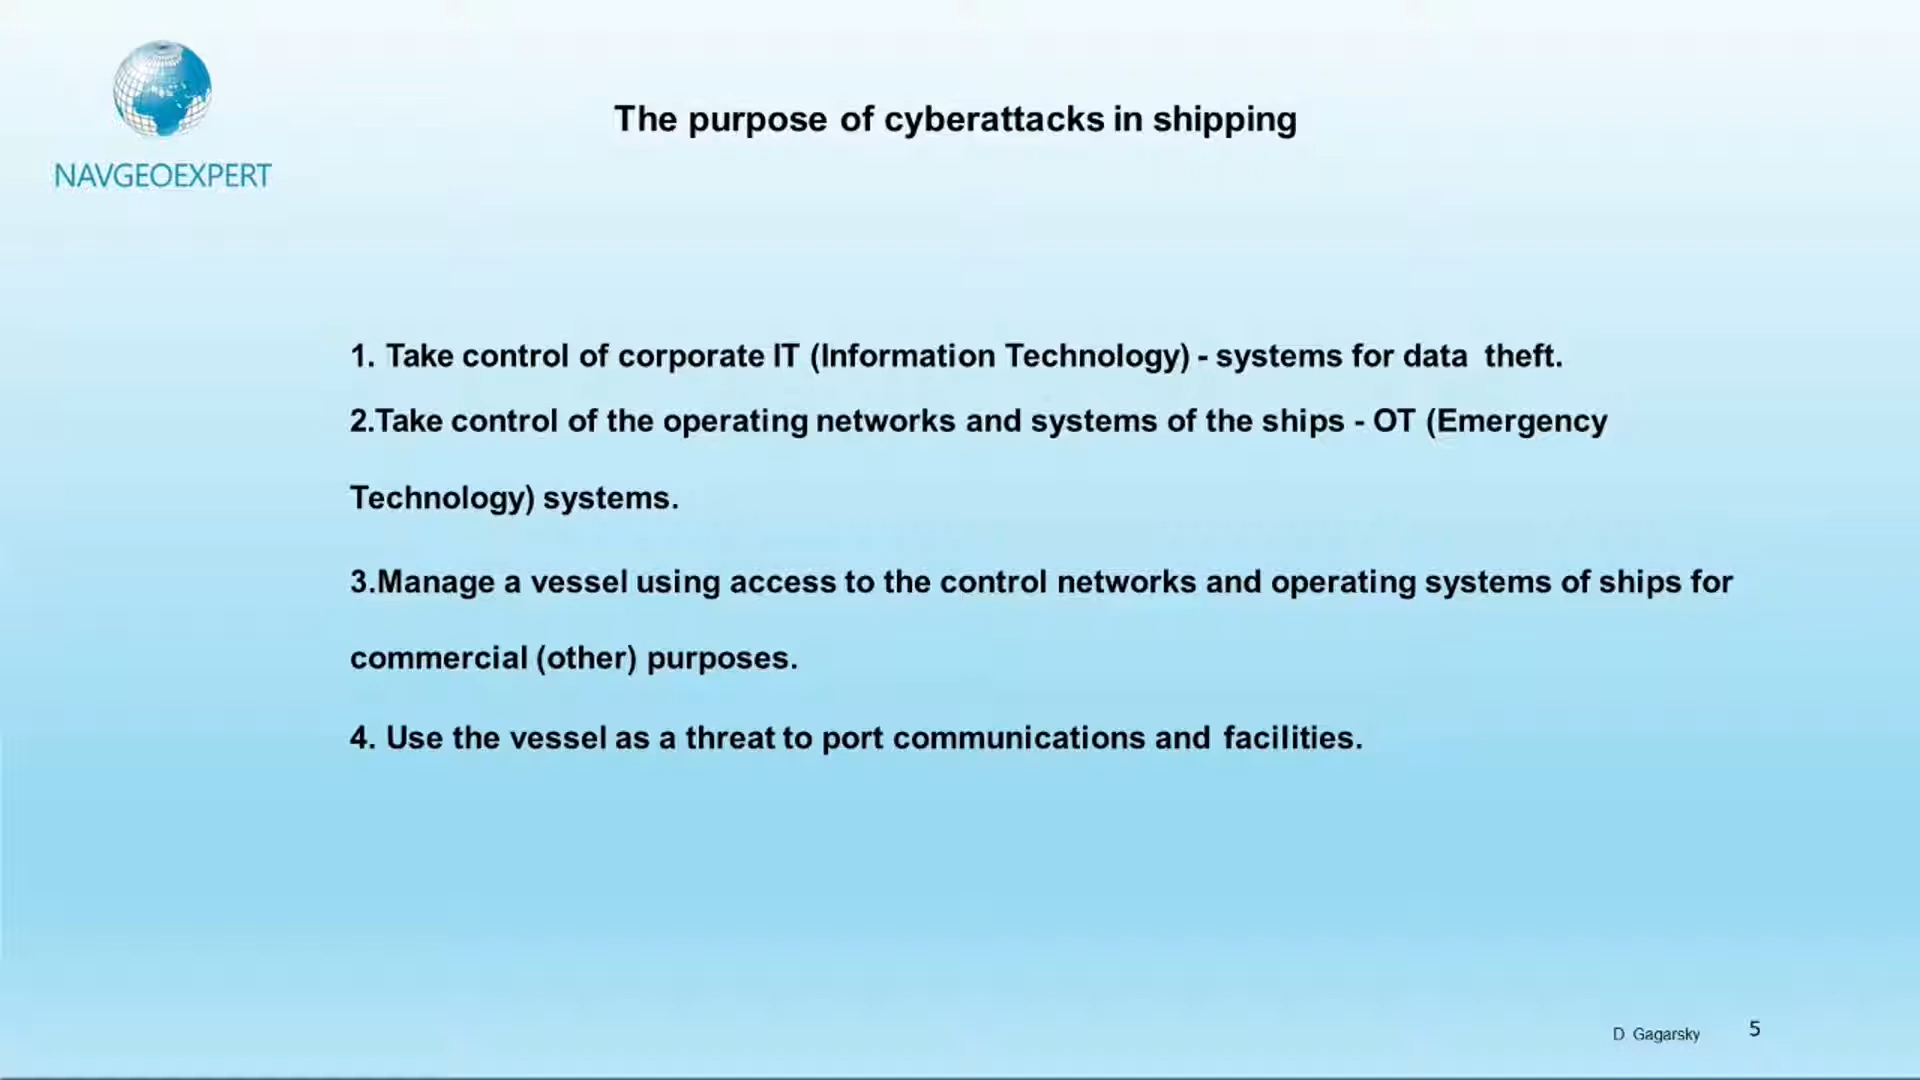 NAVGEOEXPERT
The purpose of cyberattacks in shipping
1. Take control of corporate IT (Information Technology) - systems for data theft.
2.Take control of the operating networks and systems of the ships - OT (Emergency
Technology) systems.
3.Manage a vessel using access to the control networks and operating systems of ships for
commercial (other) purposes.
4. Use the vessel as a threat to port communications and facilities.
D Gagarsky
5